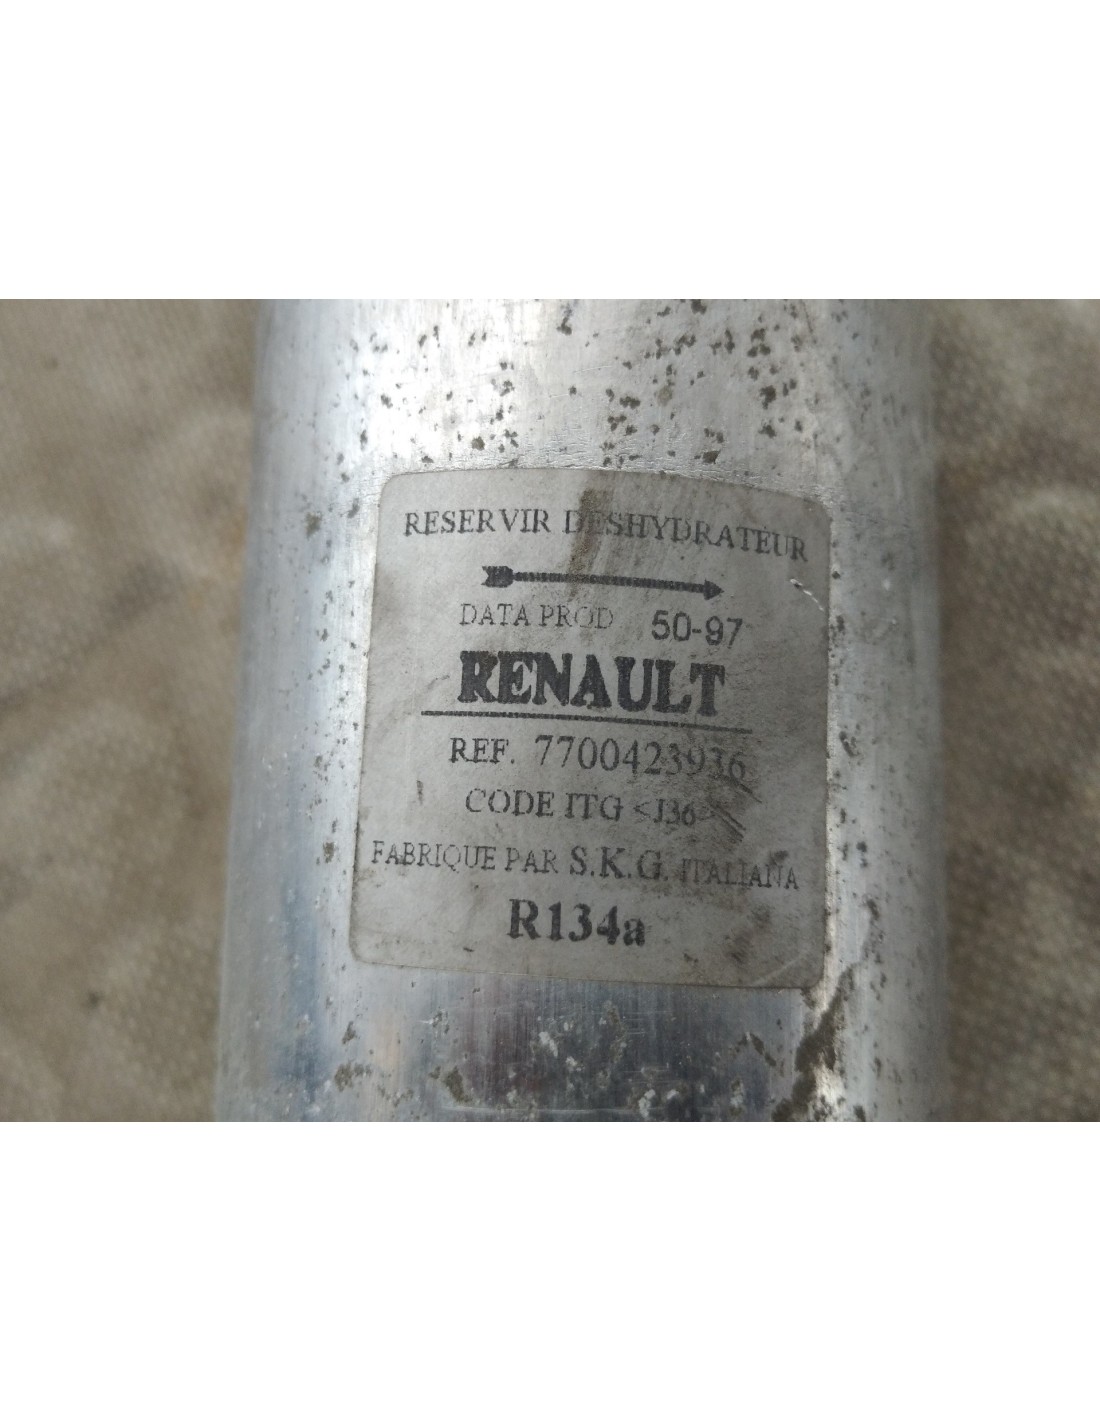 RESERVIR DESHYDRATEUR
DATA PROD 50-97
RENAULT
REF. 7700423936
CODE ITG <J36>
FABRIQUE PAR S.K.G. ITALIANA
R134a